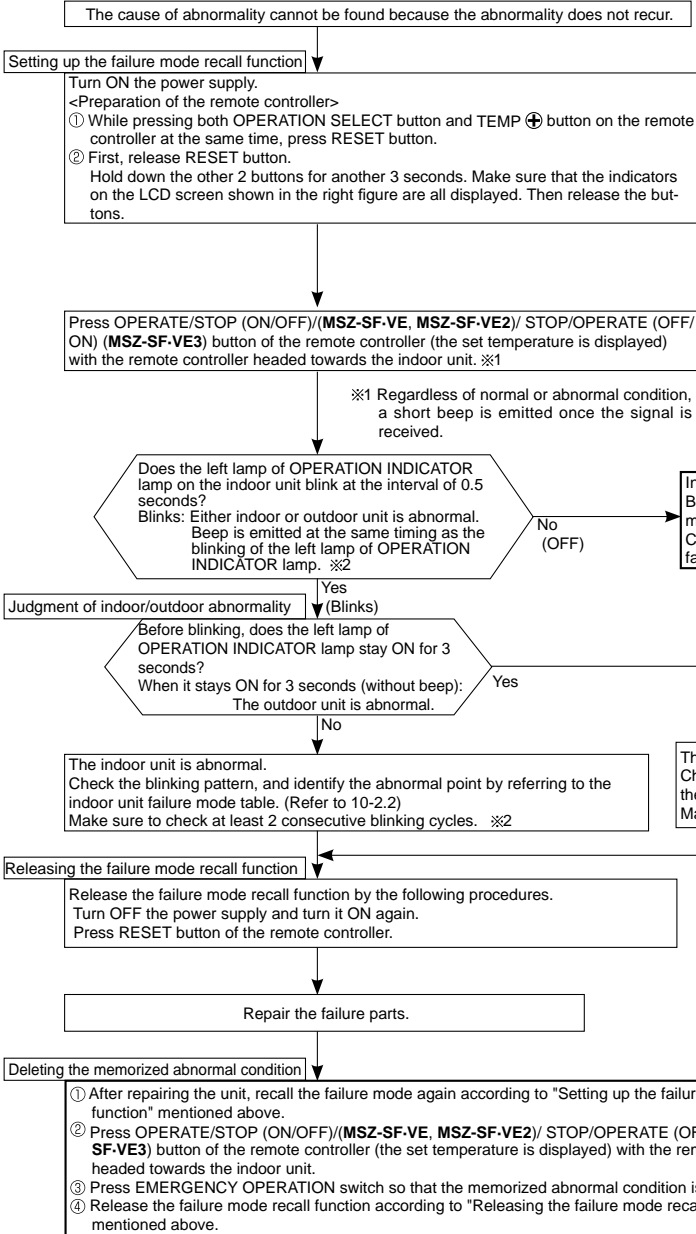 The cause of abnormality cannot be found because the abnormality does not recur.
Setting up the failure mode recall function
Turn ON the power supply.
<Preparation of the remote controller>
① While pressing both OPERATION SELECT button and TEMP ⊕ button on the remote
controller at the same time, press RESET button.
② First, release RESET button.
Hold down the other 2 buttons for another 3 seconds. Make sure that the indicators
on the LCD screen shown in the right figure are all displayed. Then release the but-
tons.
Press OPERATE/STOP (ON/OFF)/(MSZ-SF·VE, MSZ-SF·VE2)/ STOP/OPERATE (OFF/
ON) (MSZ-SF·VE3) button of the remote controller (the set temperature is displayed)
with the remote controller headed towards the indoor unit. ※1
※1 Regardless of normal or abnormal condition,
a short beep is emitted once the signal is
received.
Does the left lamp of OPERATION INDICATOR
lamp on the indoor unit blink at the interval of 0.5
seconds?
Blinks: Either indoor or outdoor unit is abnormal.
Beep is emitted at the same timing as the
blinking of the left lamp of OPERATION
INDICATOR lamp. ※2
No
(OFF)
Yes
(Blinks)
Judgment of indoor/outdoor abnormality
Before blinking, does the left lamp of
OPERATION INDICATOR lamp stay ON for 3
seconds?
When it stays ON for 3 seconds (without beep):
The outdoor unit is abnormal.
Yes
No
The indoor unit is abnormal.
Check the blinking pattern, and identify the abnormal point by referring to the
indoor unit failure mode table. (Refer to 10-2.2)
Make sure to check at least 2 consecutive blinking cycles. ※2
Releasing the failure mode recall function
Release the failure mode recall function by the following procedures.
Turn OFF the power supply and turn it ON again.
Press RESET button of the remote controller.
Repair the failure parts.
Deleting the memorized abnormal condition
① After repairing the unit, recall the failure mode again according to "Setting up the failur
function" mentioned above.
② Press OPERATE/STOP (ON/OFF)/(MSZ-SF·VE, MSZ-SF·VE2)/ STOP/OPERATE (OF
SF·VE3) button of the remote controller (the set temperature is displayed) with the rem
headed towards the indoor unit.
③ Press EMERGENCY OPERATION switch so that the memorized abnormal condition is
④ Release the failure mode recall function according to "Releasing the failure mode recal
mentioned above.